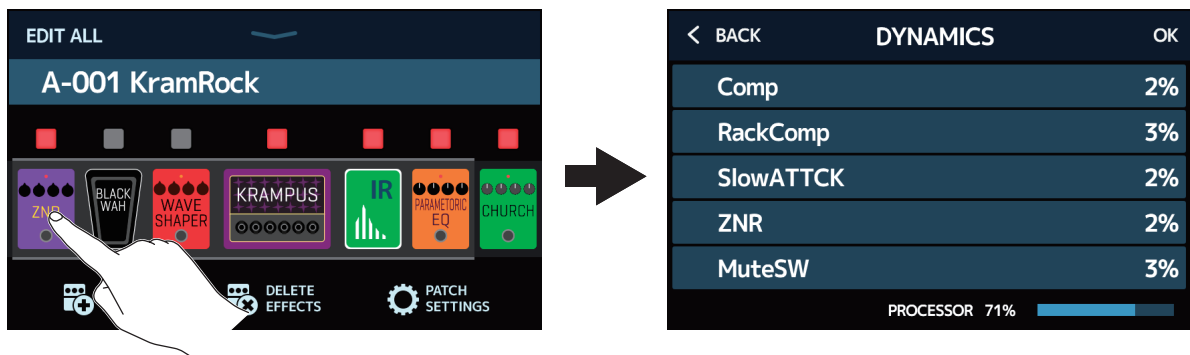 EDIT ALL
A-001 KramRock
ZNR
BLACK
WAH
WAVE
SHAPER
KRAMPUS
IR
PARAMETORIC
EQ
CHURCH
DELETE
EFFECTS
PATCH
SETTINGS
< BACK DYNAMICS OK
Comp 2%
RackComp 3%
SlowATTCK 2%
ZNR 2%
MuteSW 3%
PROCESSOR 71%